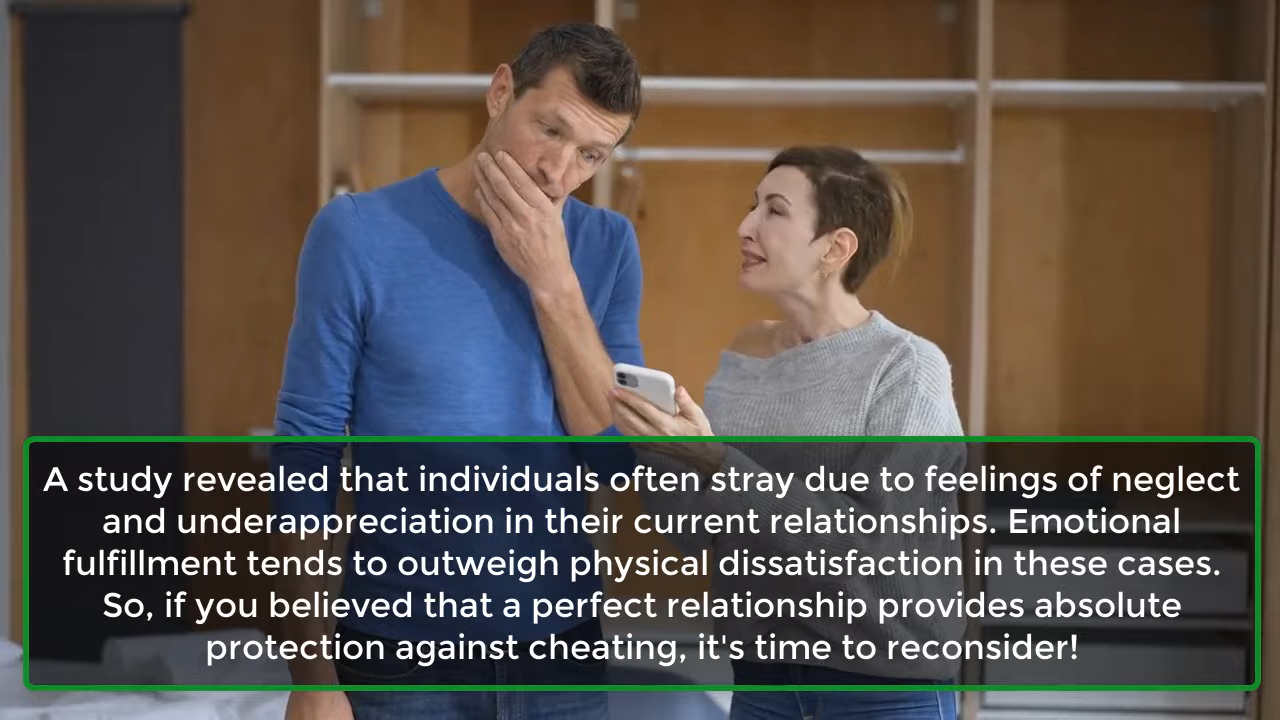 A study revealed that individuals often stray due to feelings of neglect
and underappreciation in their current relationships. Emotional
fulfillment tends to outweigh physical dissatisfaction in these cases.
So, if you believed that a perfect relationship provides absolute
protection against cheating, it's time to reconsider!